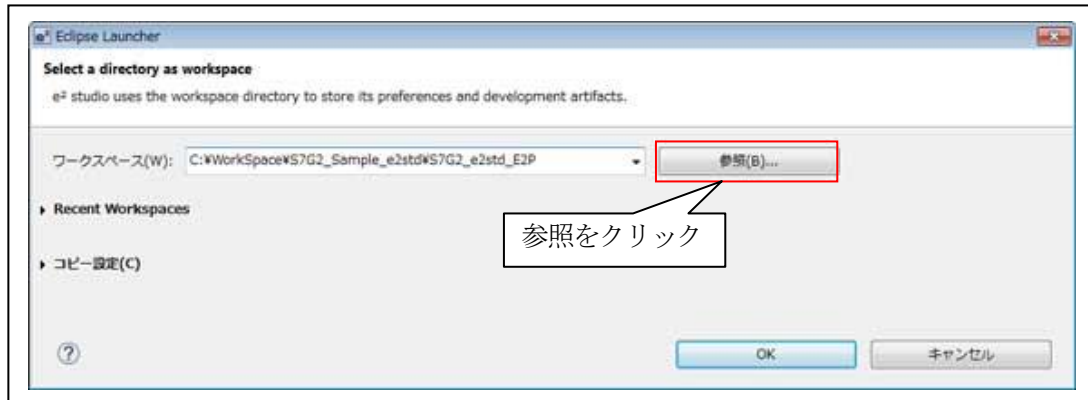 e² Eclipse Launcher
Select a directory as workspace
e² studio uses the workspace directory to store its preferences and development artifacts.
ワークスペース(W): C:¥WorkSpace¥S7G2_Sample_e2std¥S7G2_e2std_E2P 参照(B)...
Recent Workspaces
参照をクリック
コピー設定(C)
? OK キャンセル